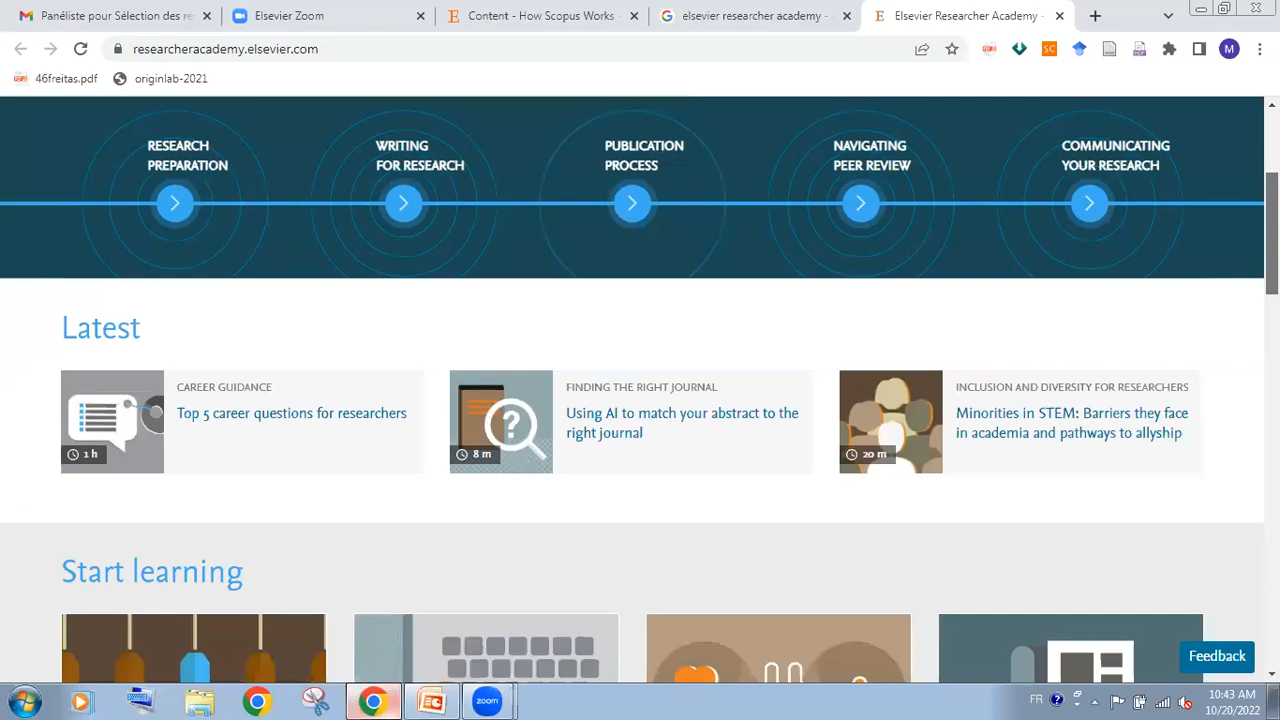 Panéliste pour Sélection des re
Elsevier Zoom
Content - How Scopus Works -
elsevier researcher academy -
Elsevier Researcher Academy -
researcheracademy.elsevier.com
SC
M
46freitas.pdf
originlab-2021
RESEARCH
PREPARATION
WRITING
FOR RESEARCH
PUBLICATION
PROCESS
NAVIGATING
PEER REVIEW
COMMUNICATING
YOUR RESEARCH
Latest
1 h
CAREER GUIDANCE
Top 5 career questions for researchers
8 m
FINDING THE RIGHT JOURNAL
Using AI to match your abstract to the
right journal
20 m
INCLUSION AND DIVERSITY FOR RESEARCHERS
Minorities in STEM: Barriers they face
in academia and pathways to allyship
Start learning
Feedback
zoom
FR
10:43 AM
10/20/2022